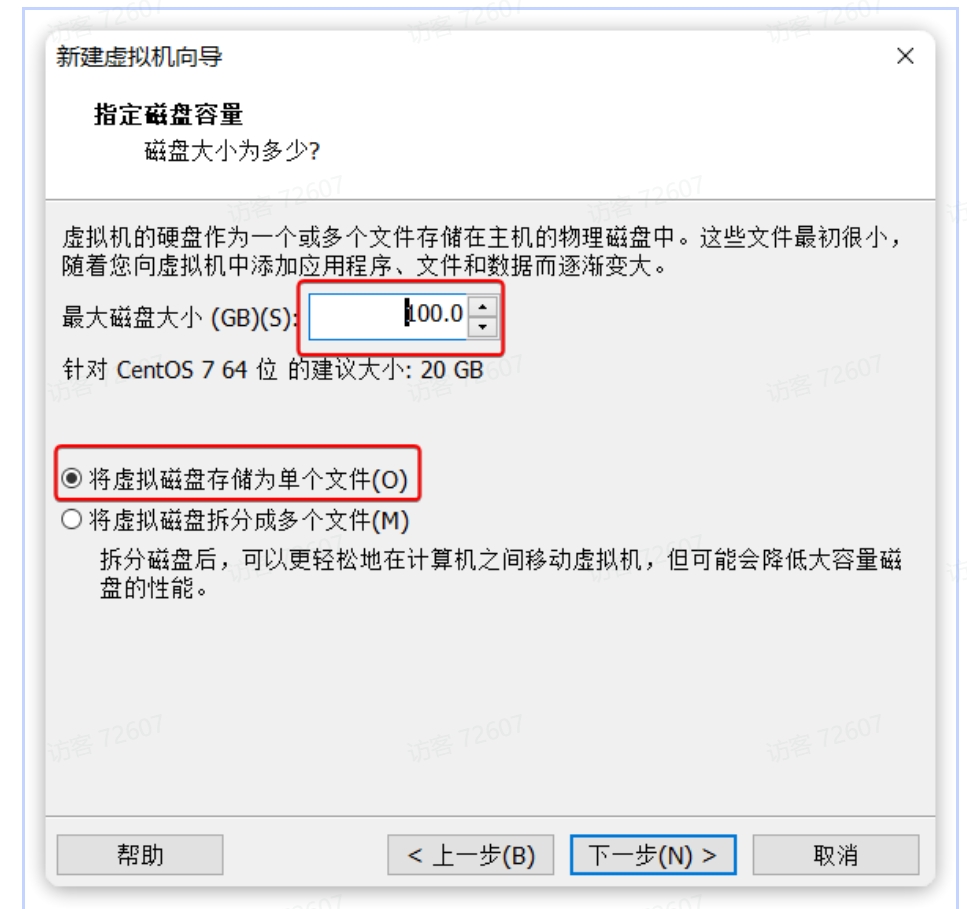 新建虚拟机向导
指定磁盘容量
磁盘大小为多少?
虚拟机的硬盘作为一个或多个文件存储在主机的物理磁盘中。这些文件最初很小，
随着您向虚拟机中添加应用程序、文件和数据而逐渐变大。
最大磁盘大小 (GB)(S): 100.0
针对 CentOS 7 64 位 的建议大小: 20 GB
将虚拟磁盘存储为单个文件(O)
将虚拟磁盘拆分成多个文件(M)
拆分磁盘后，可以更轻松地在计算机之间移动虚拟机，但可能会降低大容量磁
盘的性能。
帮助 < 上一步(B) 下一步(N) > 取消
访客 72607